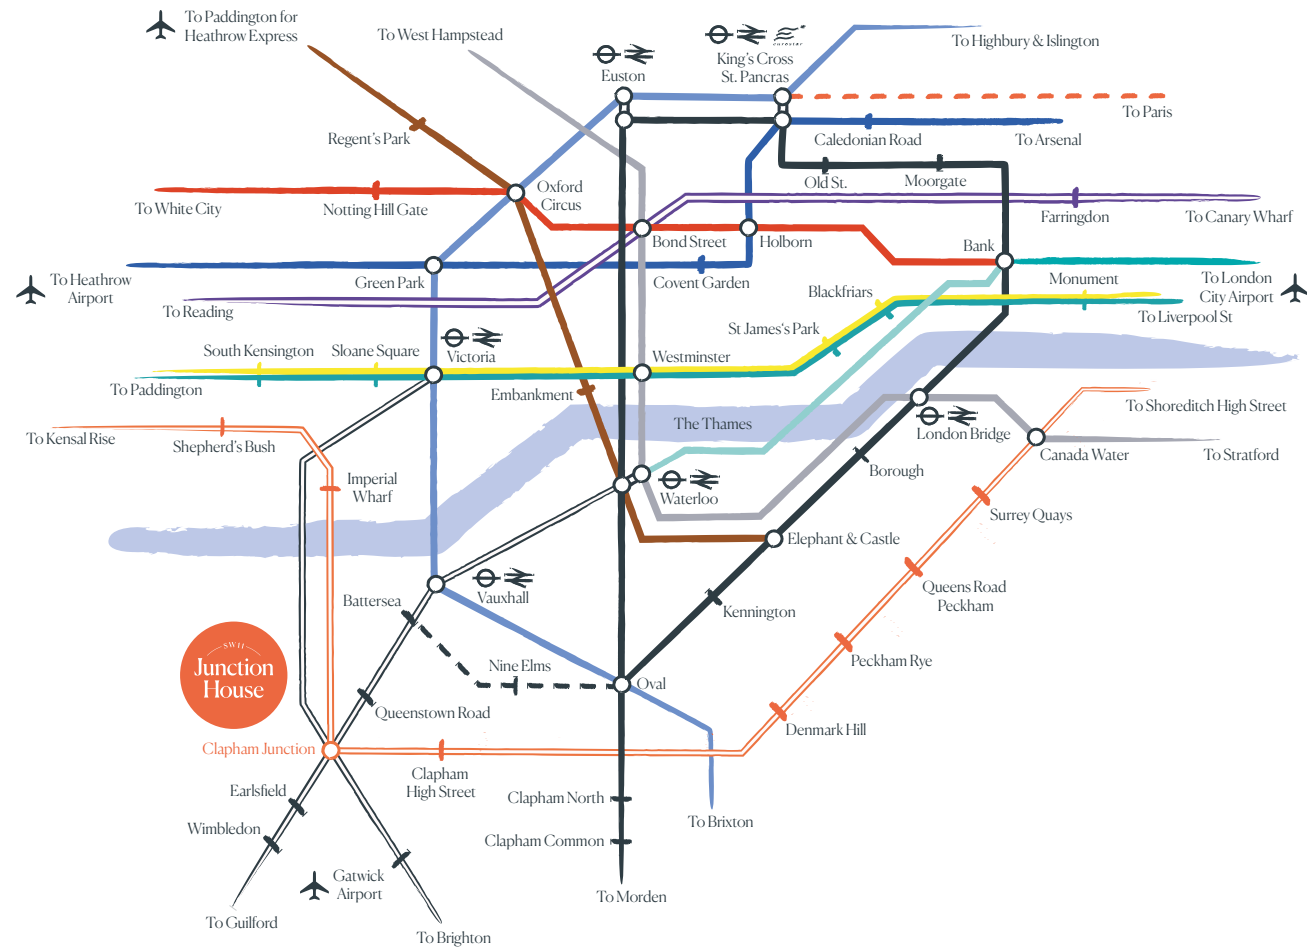 To Paddington for
Heathrow Express
To West Hampstead
Euston
eurostar
King's Cross
St. Pancras
To Highbury & Islington
To Paris
Regent's Park
Caledonian Road
To Arsenal
Old St.
Moorgate
Oxford
Circus
To White City
Notting Hill Gate
Farringdon
To Canary Wharf
Bond Street
Holborn
Bank
To Heathrow
Airport
Green Park
Covent Garden
Monument
To London
City Airport
Blackfriars
To Reading
To Liverpool St
St James's Park
South Kensington
Sloane Square
Victoria
Westminster
To Paddington
Embankment
To Shoreditch High Street
The Thames
London Bridge
To Kensal Rise
Shepherd's Bush
Canada Water
To Stratford
Borough
Imperial
Wharf
Waterloo
Surrey Quays
Elephant & Castle
Queens Road
Peckham
Battersea
Vauxhall
Kennington
SW11
Junction
House
Nine Elms
Oval
Peckham Rye
Queenstown Road
Denmark Hill
Clapham Junction
Clapham
High Street
Earlsfield
Clapham North
To Brixton
Wimbledon
Clapham Common
Gatwick
Airport
To Morden
To Guilford
To Brighton